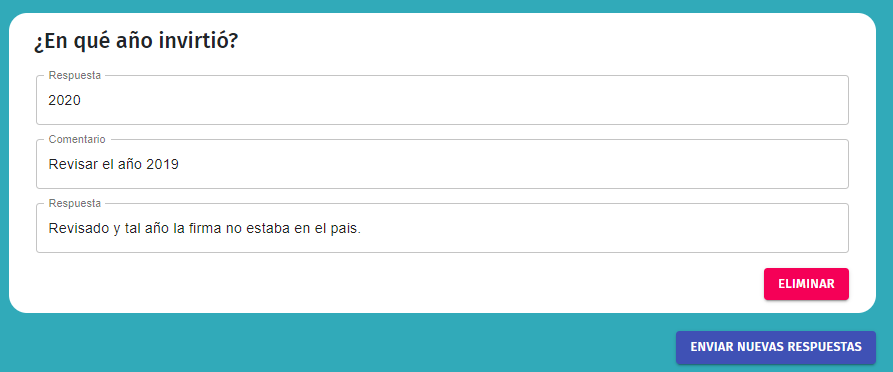 ¿En qué año invirtió?
Respuesta
2020
Comentario
Revisar el año 2019
Respuesta
Revisado y tal año la firma no estaba en el pais.
ELIMINAR
ENVIAR NUEVAS RESPUESTAS